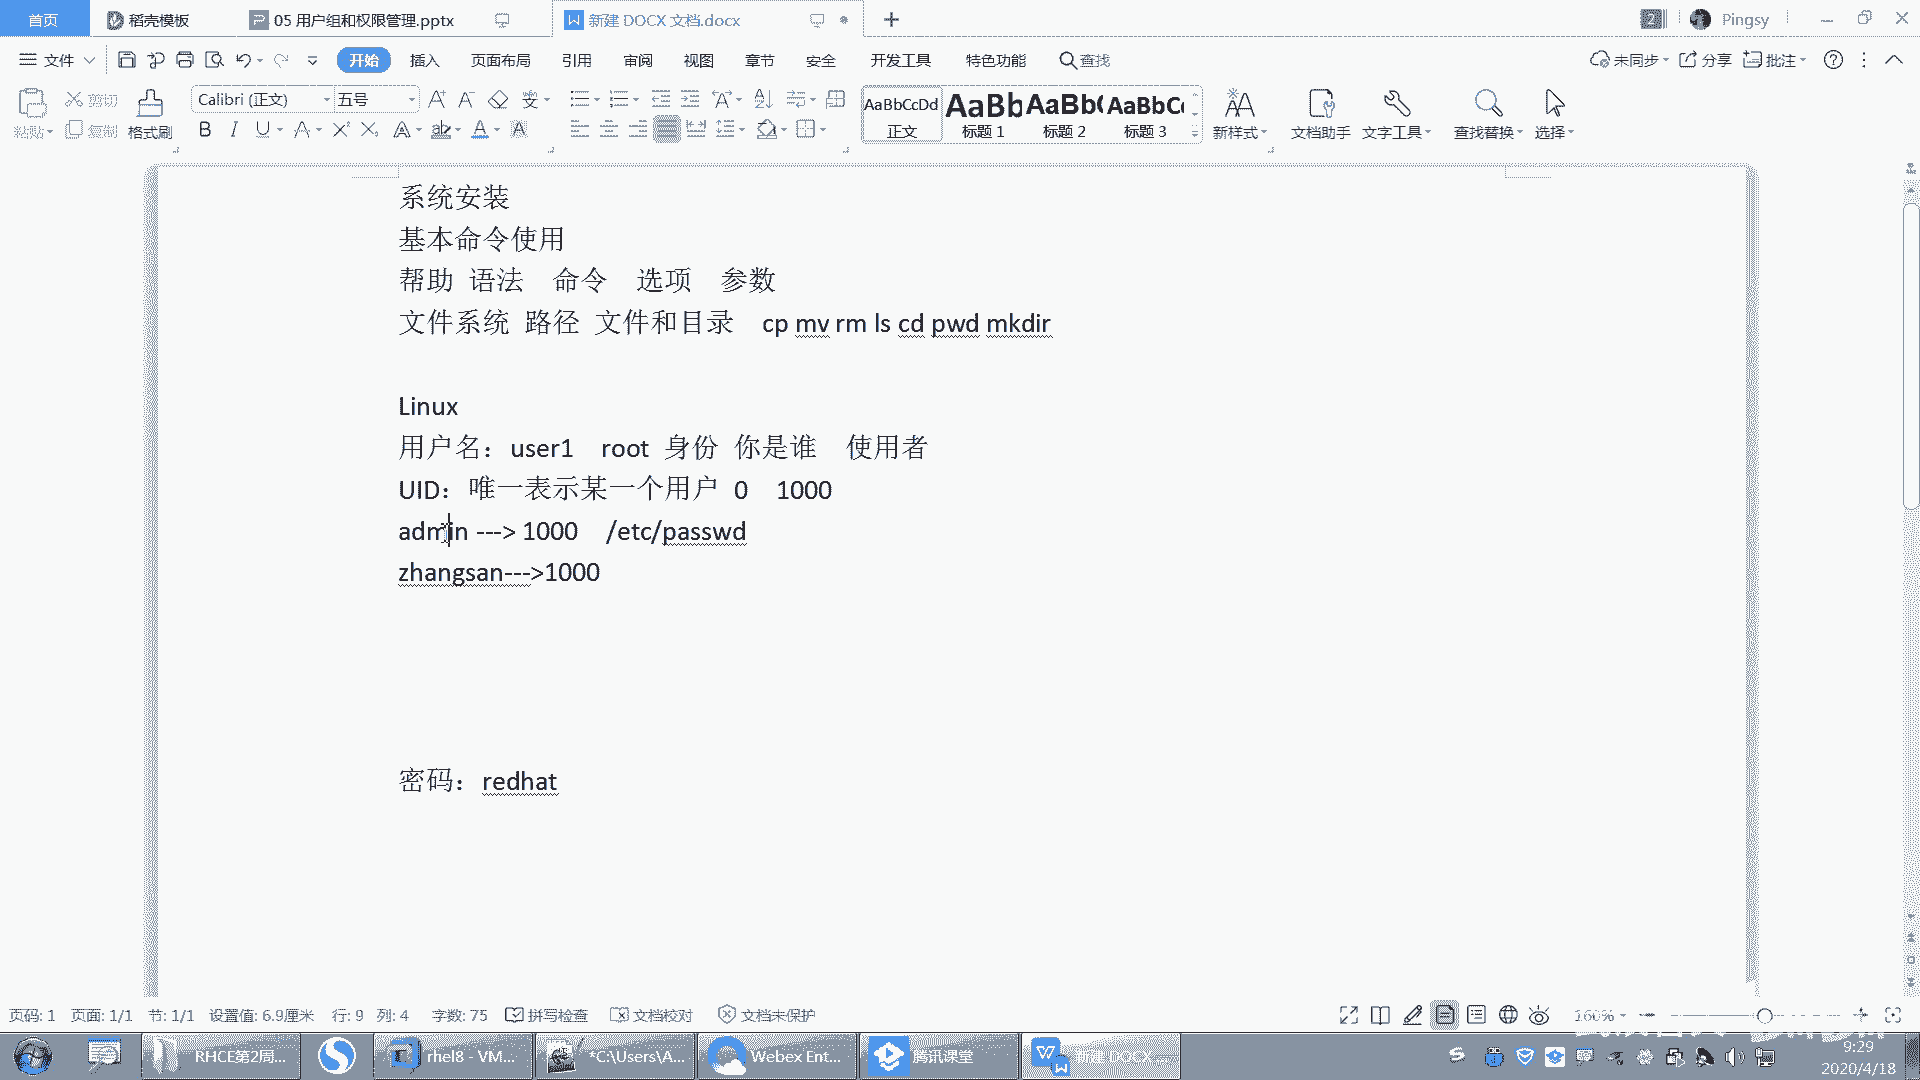 首页 稻壳模板 05 用户组和权限管理.pptx 新建 DOCX 文档.docx 2 Pingsy
文件 开始 插入 页面布局 引用 审阅 视图 章节 安全 开发工具 特色功能 查找 未同步 分享 批注
粘贴 剪切 复制 格式刷 Calibri (正文) 五号 AaBbCcDd 正文 AaBb 标题 1 AaBb( 标题 2 AaBbC 标题 3 新样式 文档助手 文字工具 查找替换 选择
系统安装
基本命令使用
帮助 语法 命令 选项 参数
文件系统 路径 文件和目录 cp mv rm ls cd pwd mkdir
Linux
用户名：user1 root 身份 你是谁 使用者
UID：唯一表示某一个用户 0 1000
admin ---> 1000 /etc/passwd
zhangsan--->1000
密码：redhat
页码: 1 页面: 1/1 节: 1/1 设置值: 6.9厘米 行: 9 列: 4 字数: 75 拼写检查 文档校对 文档未保护 160%
RHCE第2周... rhel8 - VM... *C:\Users\A... Webex Ent... 腾讯课堂 新建 DOCX ...
9:29
2020/4/18